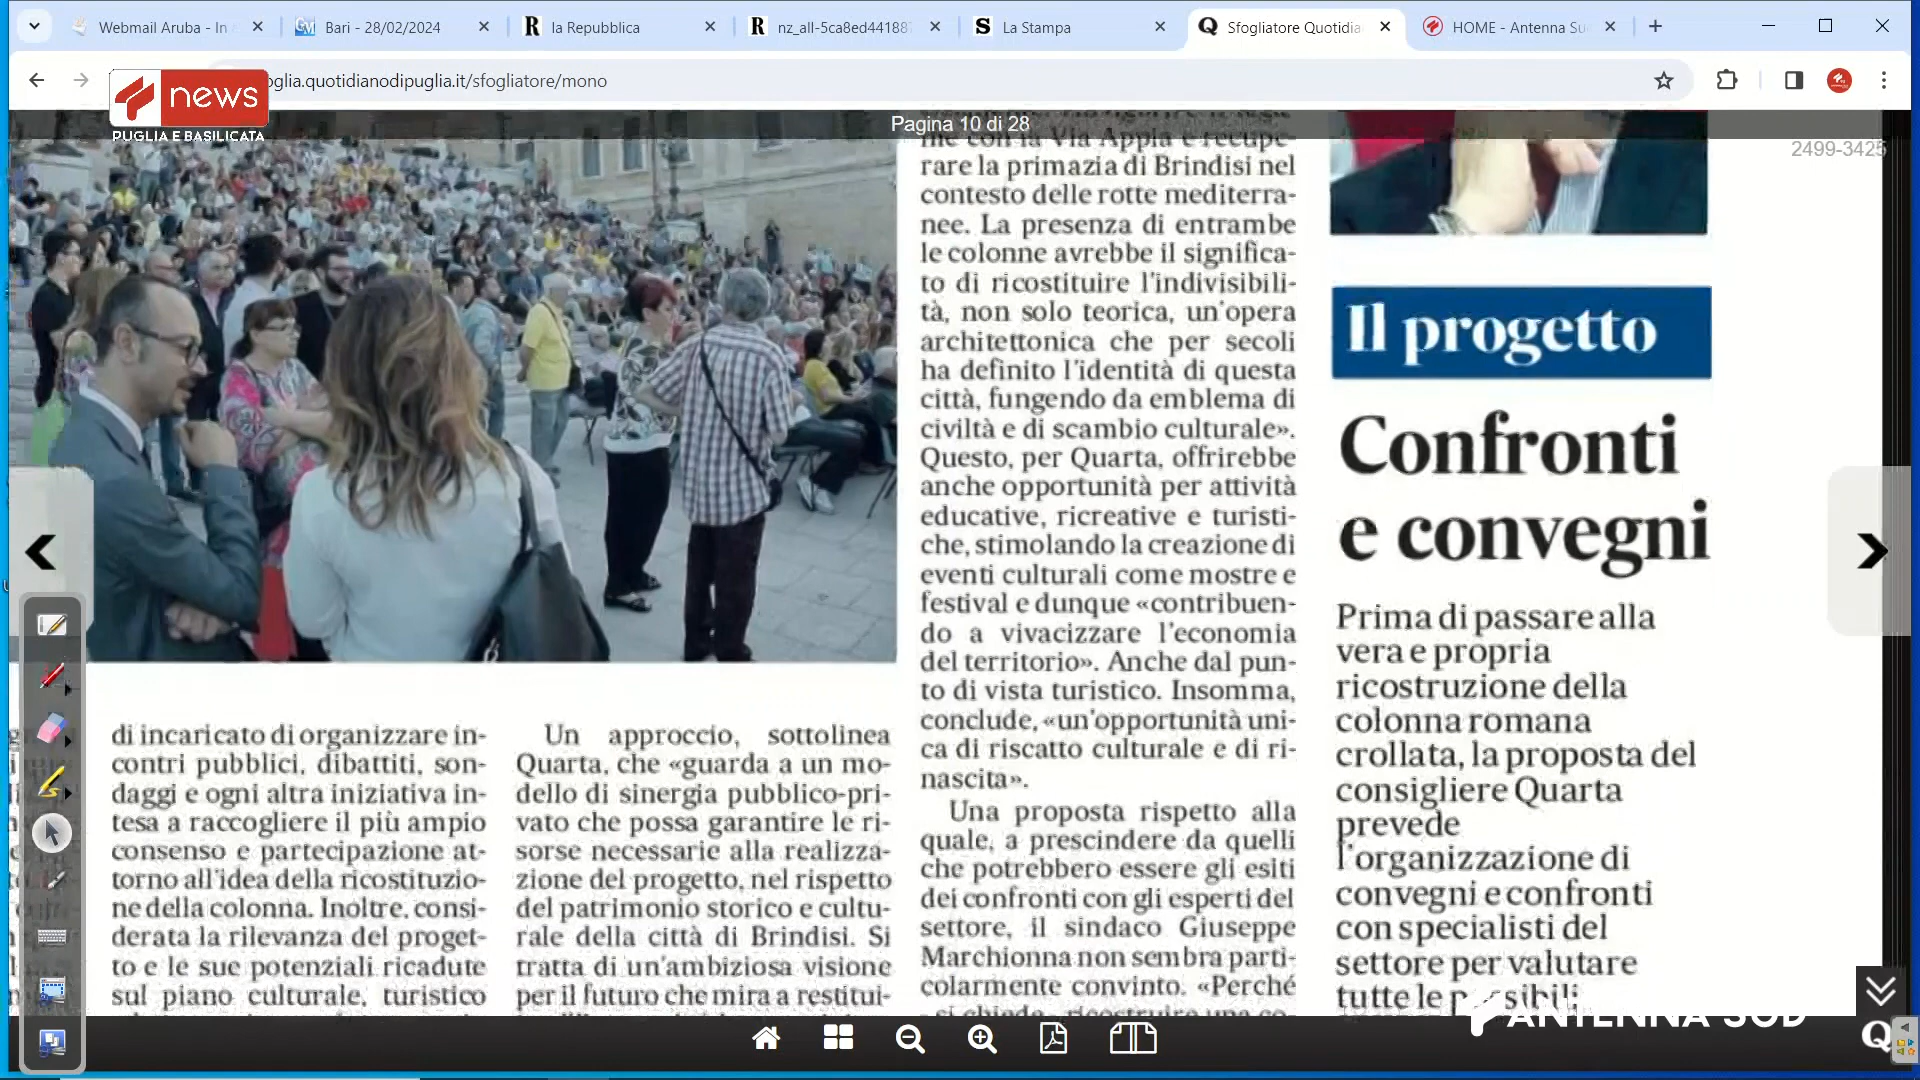 Webmail Aruba - In
Bari - 28/02/2024
la Repubblica
nz_all-5ca8ed44188
La Stampa
Sfogliatore Quotidia
HOME - Antenna Su
oglia.quotidianodipuglia.it/sfogliatore/mono
news
PUGLIA E BASILICATA
Pagina 10 di 28
2499-3425
di incaricato di organizzare in-
contri pubblici, dibattiti, son-
daggi e ogni altra iniziativa in-
tesa a raccogliere il più ampio
consenso e partecipazione at-
torno all'idea della ricostituzio-
ne della colonna. Inoltre, consi-
derata la rilevanza del proget-
to e le sue potenziali ricadute
sul piano culturale, turistico
Un approccio, sottolinea
Quarta, che «guarda a un mo-
dello di sinergia pubblico-pri-
vato che possa garantire le ri-
sorse necessarie alla realizza-
zione del progetto, nel rispetto
del patrimonio storico e cultu-
rale della città di Brindisi. Si
tratta di un'ambiziosa visione
per il futuro che mira a restitui-
me con la Via Appia e recupe-
rare la primazia di Brindisi nel
contesto delle rotte mediterra-
nee. La presenza di entrambe
le colonne avrebbe il significa-
to di ricostituire l'indivisibili-
tà, non solo teorica, un'opera
architettonica che per secoli
ha definito l'identità di questa
città, fungendo da emblema di
civiltà e di scambio culturale».
Questo, per Quarta, offrirebbe
anche opportunità per attività
educative, ricreative e turisti-
che, stimolando la creazione di
eventi culturali come mostre e
festival e dunque «contribuen-
do a vivacizzare l'economia
del territorio». Anche dal pun-
to di vista turistico. Insomma,
conclude, «un'opportunità uni-
ca di riscatto culturale e di ri-
nascita».
Una proposta rispetto alla
quale, a prescindere da quelli
che potrebbero essere gli esiti
dei confronti con gli esperti del
settore, il sindaco Giuseppe
Marchionna non sembra parti-
colarmente convinto. «Perché
Il progetto
Confronti
e convegni
Prima di passare alla
vera e propria
ricostruzione della
colonna romana
crollata, la proposta del
consigliere Quarta
prevede
l'organizzazione di
convegni e confronti
con specialisti del
settore per valutare
tutte le possibili
ANTENNA SUD
Q